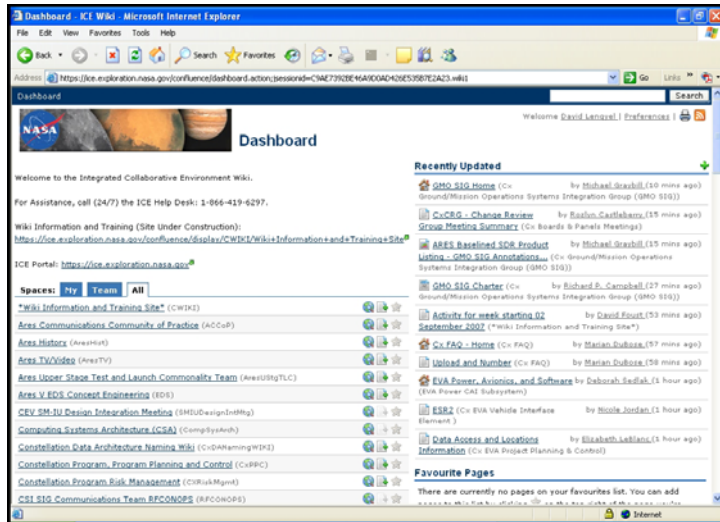 Dashboard - ICE Wiki - Microsoft Internet Explorer
File Edit View Favorites Tools Help
Back Search Favorites
Address https://ice.exploration.nasa.gov/confluence/dashboard.action;jsessionid=C9AE7392BE46A9D0AD426E535B7E2A23.wiki1 Go Links
Dashboard Search
Welcome David Lengyel | Preferences |
NASA
Dashboard
Welcome to the Integrated Collaborative Environment Wiki.
For Assistance, call (24/7) the ICE Help Desk: 1-866-419-6297.
Wiki Information and Training (Site Under Construction):
https://ice.exploration.nasa.gov/confluence/display/CWIKI/Wiki+Information+and+Training+Site
ICE Portal: https://ice.exploration.nasa.gov
Spaces: My Team All
*Wiki Information and Training Site* (CWIKI)
Ares Communications Community of Practice (ACCoP)
Ares History (AresHist)
Ares TV/Video (AresTV)
Ares Upper Stage Test and Launch Commonality Team (AresUStgTLC)
Ares V EDS Concept Engineering (EDS)
CEV SM-IU Design Integration Meeting (SMIUDesignIntMtg)
Computing Systems Architecture (CSA) (CompSysArch)
Constellation Data Architecture Naming Wiki (CxDANamingWIKI)
Constellation Program, Program Planning and Control (CxPPC)
Constellation Program Risk Management (CXRiskMgmt)
CSI SIG Communications Team RFCONOPS (RFCONOPS)
Recently Updated
GMO SIG Home (Cx by Michael Grabill (10 mins ago)
Ground/Mission Operations Systems Integration Group (GMO SIG))
CxCRG - Change Review by Roslyn Castleberry (15 mins ago)
Group Meeting Summary (Cx Boards & Panels Meetings)
ARES Baselined SDR Product by Michael Grabill (15 mins ago)
Listing - GMO SIG Annotations... (Cx Ground/Mission Operations
Systems Integration Group (GMO SIG))
GMO SIG Charter (Cx by Richard P. Campbell (27 mins ago)
Ground/Mission Operations Systems Integration Group (GMO SIG))
Activity for week starting 02 by David Foust (53 mins ago)
September 2007 (*Wiki Information and Training Site*)
Cx FAQ - Home (Cx FAQ) by Marian Dubose (57 mins ago)
Upload and Number (Cx FAQ) by Marian Dubose (58 mins ago)
EVA Power, Avionics, and Software by Deborah Sedlak (1 hour ago)
(EVA Power CAI Subsystem)
ESR2 (Cx EVA Vehicle Interface by Nicole Jordan (1 hour ago)
Element )
Data Access and Locations by Elizabeth LeBlanc (1 hour ago)
Information (Cx EVA Project Planning & Control)
Favourite Pages
There are currently no pages on your favourites list. You can add
Internet